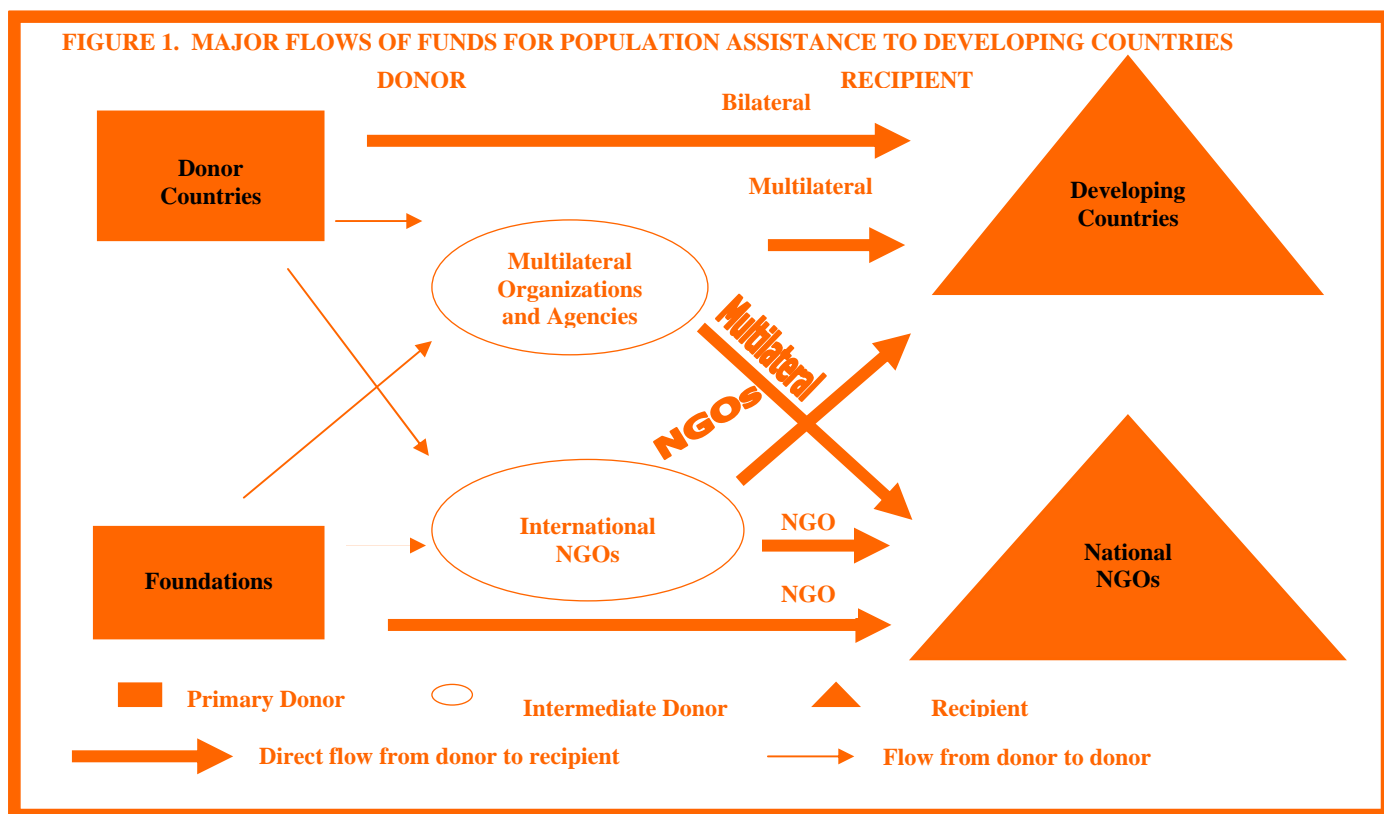 FIGURE 1.  MAJOR FLOWS OF FUNDS FOR POPULATION ASSISTANCE TO DEVELOPING COUNTRIES
DONOR
RECIPIENT
Bilateral
Donor
Countries
Multilateral
Developing
Countries
Multilateral
Organizations
and Agencies
Multilateral
NGOs
International
NGOs
NGO
National
NGOs
Foundations
NGO
Primary Donor
Intermediate Donor
Recipient
Direct flow from donor to recipient
Flow from donor to donor